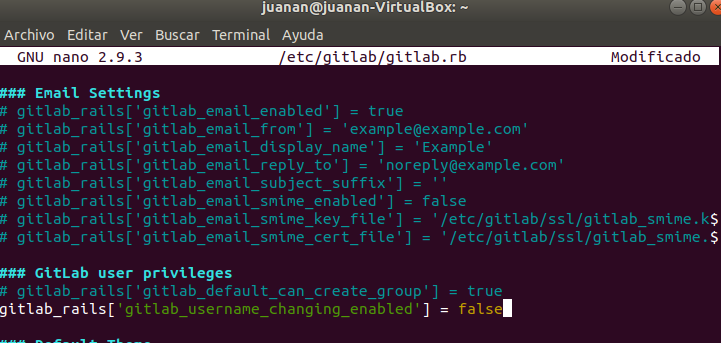 juanan@juanan-VirtualBox: ~
Archivo Editar Ver Buscar Terminal Ayuda
GNU nano 2.9.3 /etc/gitlab/gitlab.rb Modificado
### Email Settings
# gitlab_rails['gitlab_email_enabled'] = true
# gitlab_rails['gitlab_email_from'] = 'example@example.com'
# gitlab_rails['gitlab_email_display_name'] = 'Example'
# gitlab_rails['gitlab_email_reply_to'] = 'noreply@example.com'
# gitlab_rails['gitlab_email_subject_suffix'] = ''
# gitlab_rails['gitlab_email_smime_enabled'] = false
# gitlab_rails['gitlab_email_smime_key_file'] = '/etc/gitlab/ssl/gitlab_smime.k$
# gitlab_rails['gitlab_email_smime_cert_file'] = '/etc/gitlab/ssl/gitlab_smime.$
### GitLab user privileges
# gitlab_rails['gitlab_default_can_create_group'] = true
gitlab_rails['gitlab_username_changing_enabled'] = false
### Default Theme